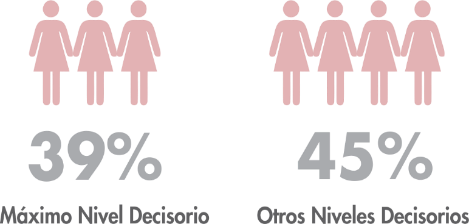 39%
Máximo Nivel Decisorio
45%
Otros Niveles Decisorios